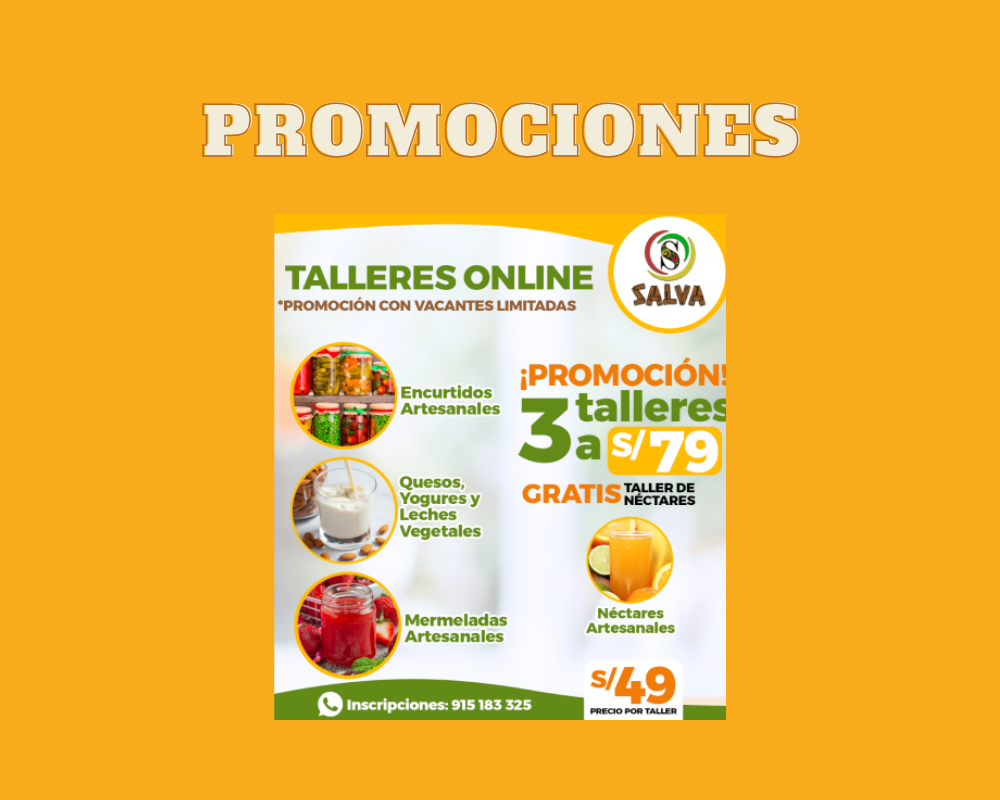 PROMOCIONES
TALLERES ONLINE
*PROMOCIÓN CON VACANTES LIMITADAS
S
SALVA
Encurtidos
Artesanales
Quesos,
Yogures y
Leches
Vegetales
Mermeladas
Artesanales
¡PROMOCIÓN!
3 talleres
a S/79
GRATIS TALLER DE
NÉCTARES
Néctares
Artesanales
S/49
PRECIO POR TALLER
Inscripciones: 915 183 325